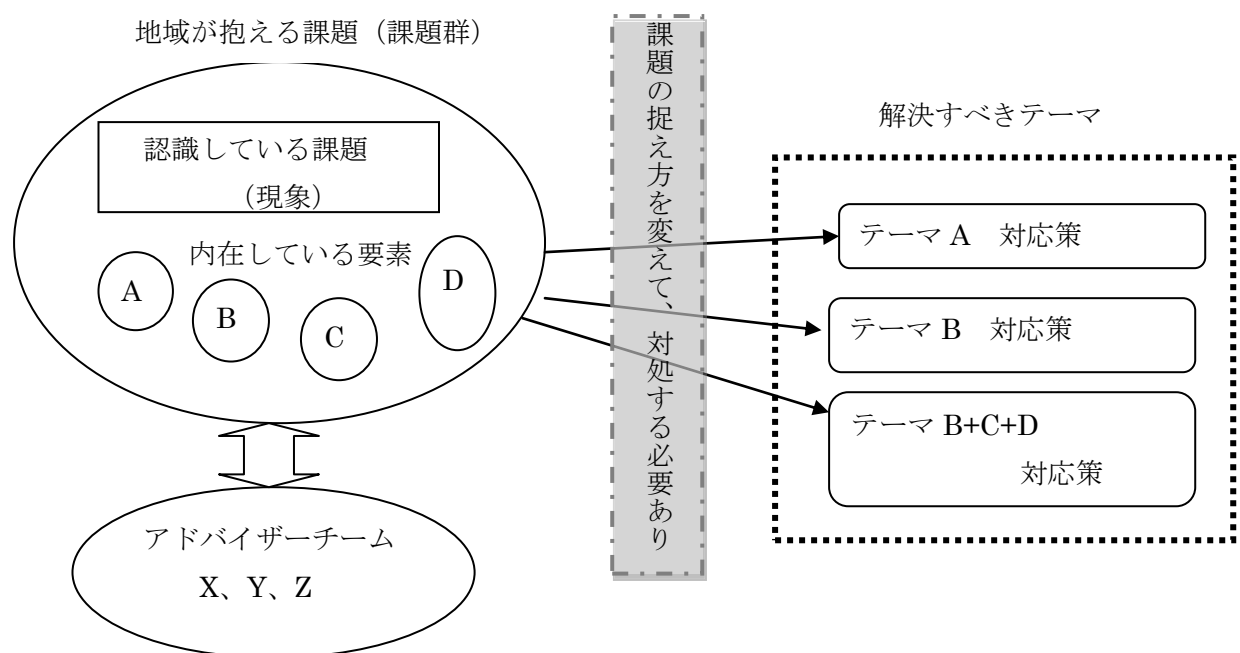 地域が抱える課題（課題群）
認識している課題
（現象）
内在している要素
A
B
C
D
アドバイザーチーム
X、Y、Z
課題の捉え方を変えて、対処する必要あり
解決すべきテーマ
テーマ A　対応策
テーマ B　対応策
テーマ B+C+D
対応策